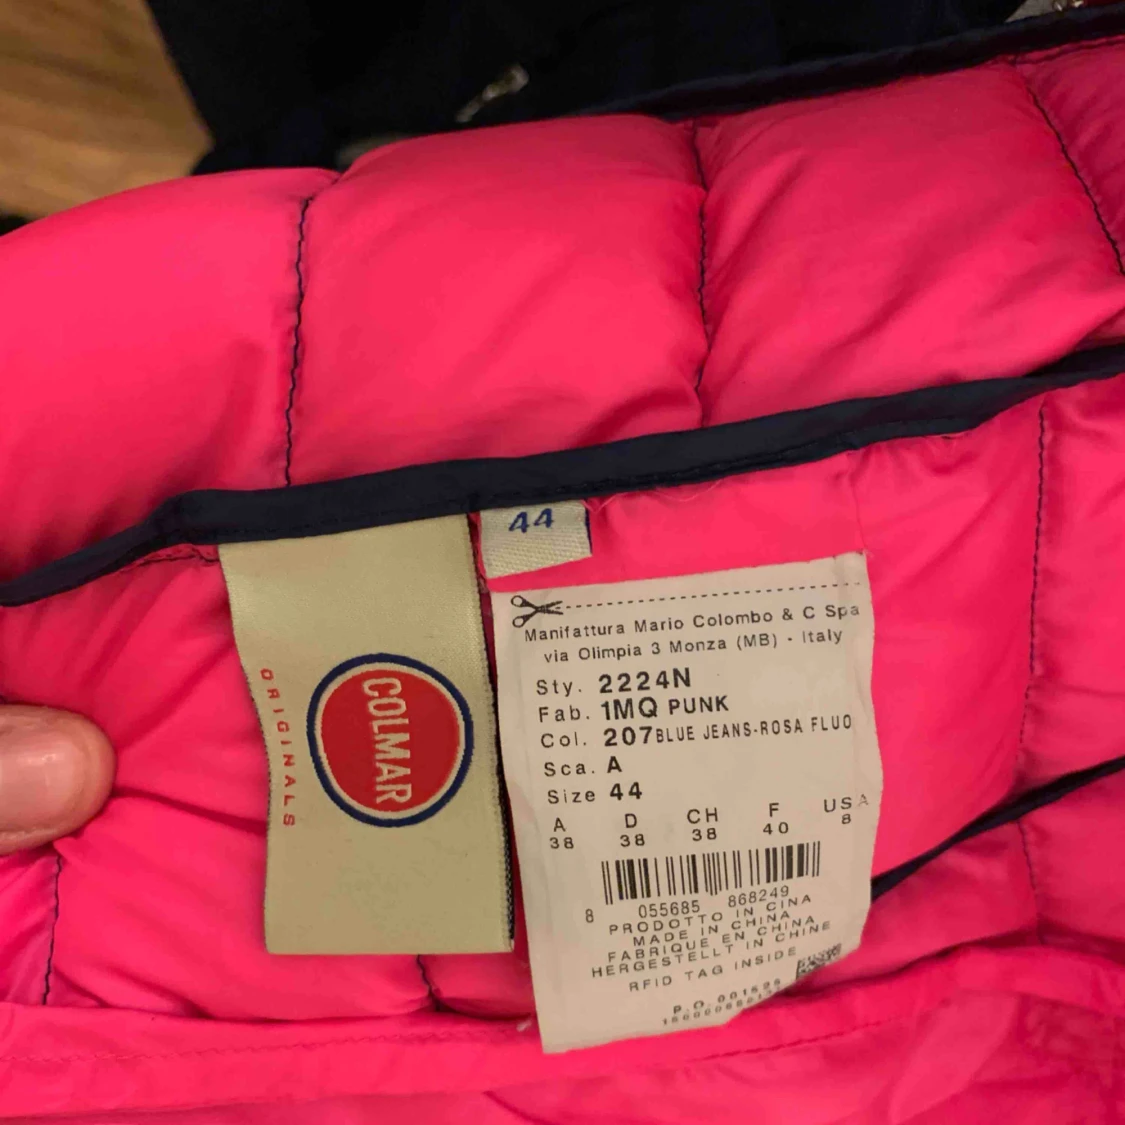 44
ORIGINALS
COLMAR
Manifattura Mario Colombo & C Spa
via Olimpia 3 Monza (MB) - Italy
Sty. 2224N
Fab. 1MQ PUNK
Col. 207 BLUE JEANS-ROSA FLUO
Sca. A
Size 44
A D CH F USA
38 38 38 40 8
8 055685 868249
PRODOTTO IN CINA
MADE IN CHINA
FABRIQUE EN CHINA
HERGESTELLT IN CHINE
RFID TAG INSIDE
P.O.